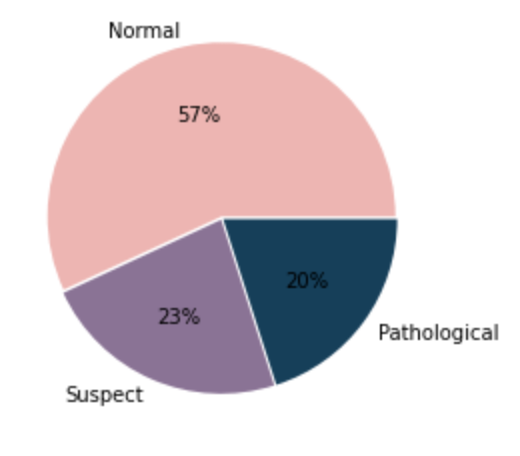 Normal
57%
20%
23%
Pathological
Suspect